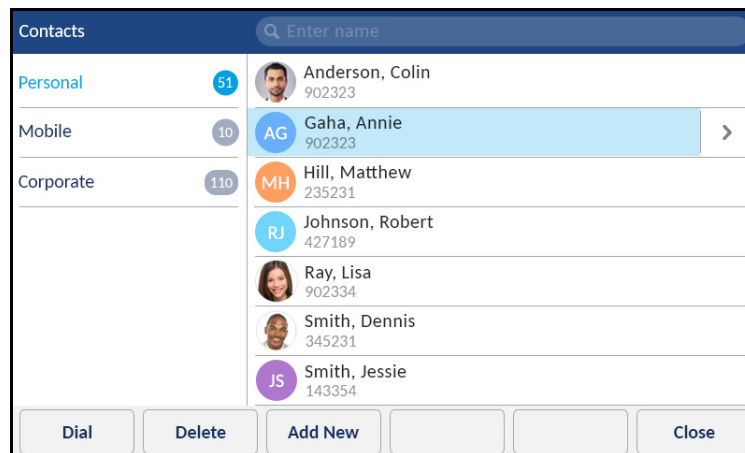 Contacts
Enter name
Personal 51
Mobile 10
Corporate 110
Anderson, Colin
902323
AG
Gaha, Annie
902323
MH
Hill, Matthew
235231
RJ
Johnson, Robert
427189
Ray, Lisa
902334
Smith, Dennis
345231
JS
Smith, Jessie
143354
Dial Delete Add New Close